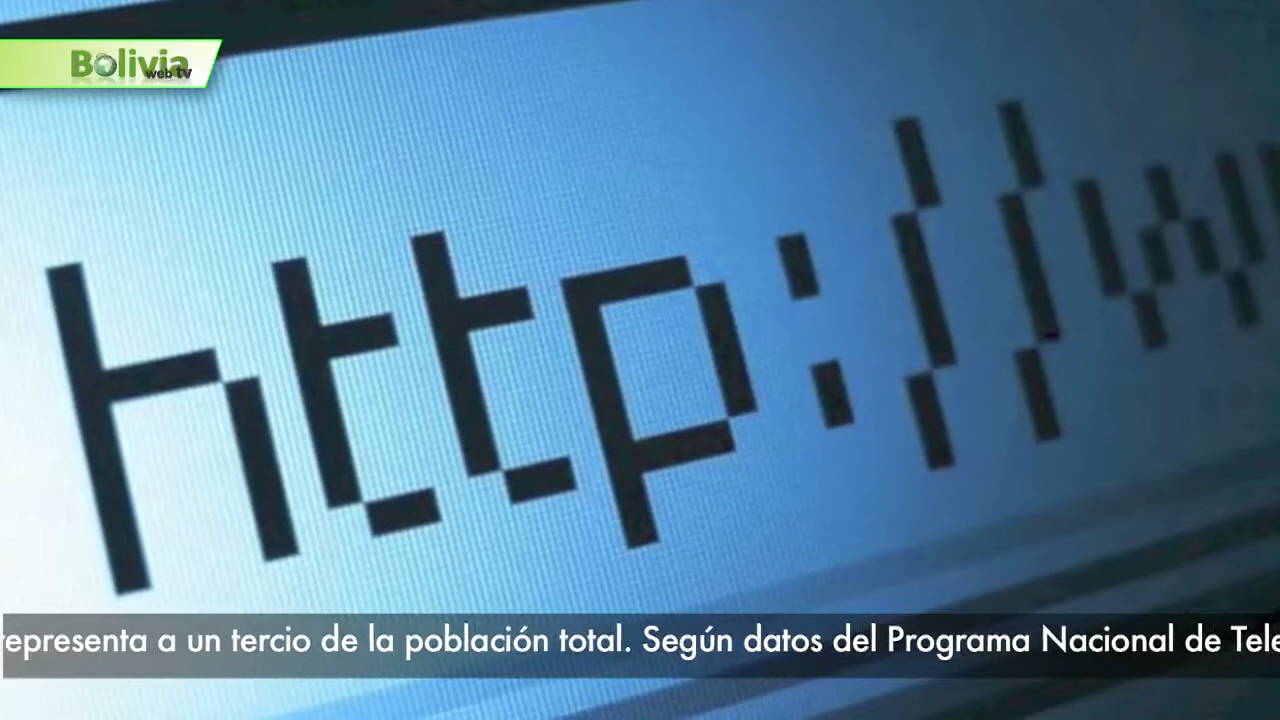 Bolivia
web tv
http://w
representa a un tercio de la población total. Según datos del Programa Nacional de Tele